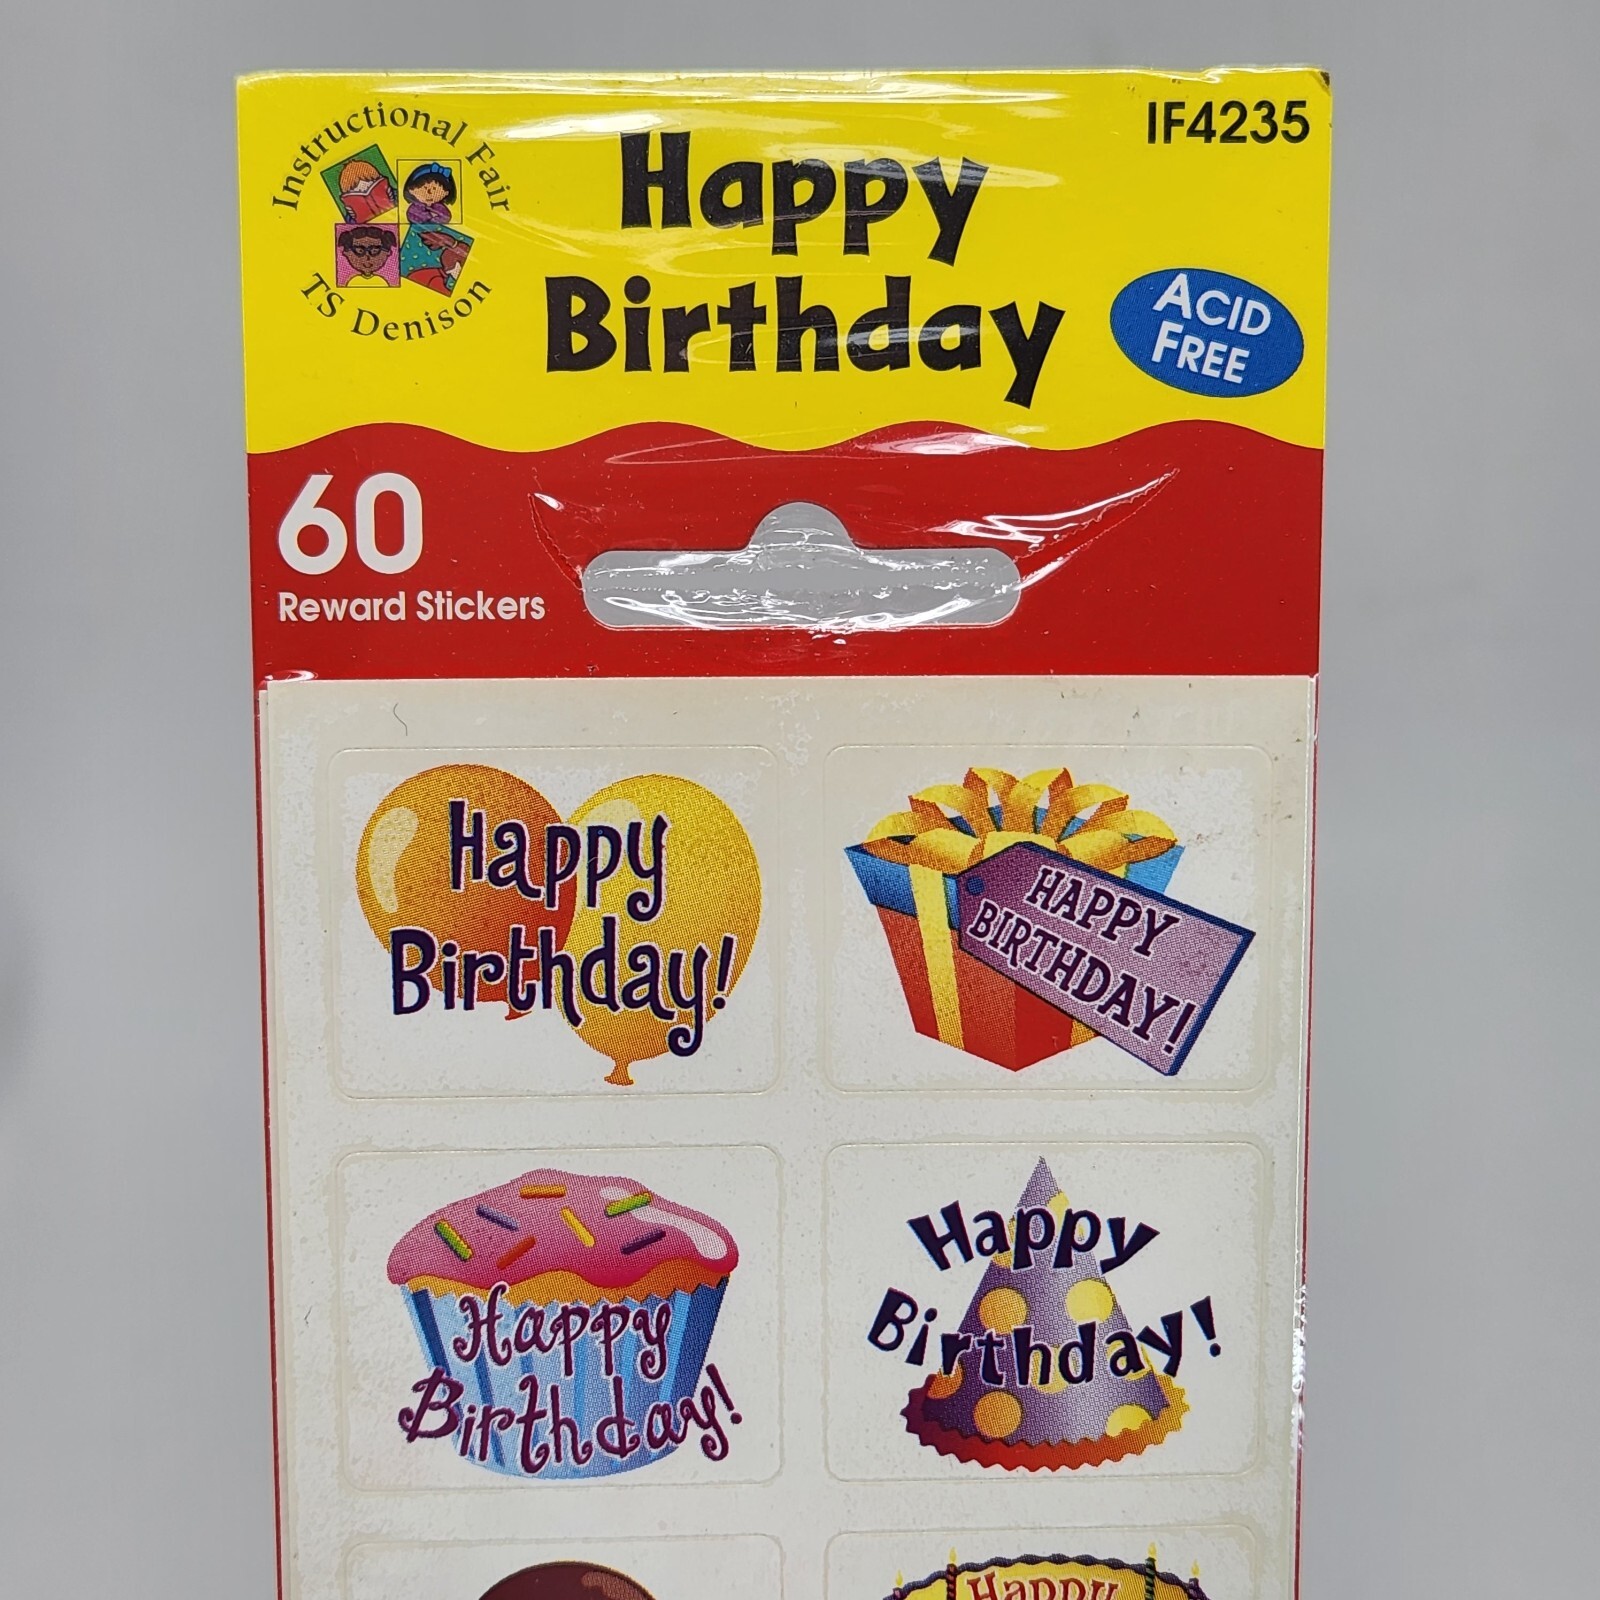 Instructional Fair
TS Denison
IF4235
Happy
Birthday
ACID
FREE
60
Reward Stickers
Happy
Birthday!
HAPPY
BIRTHDAY!
Happy
Birthday!
Happy
Birthday!
Happy